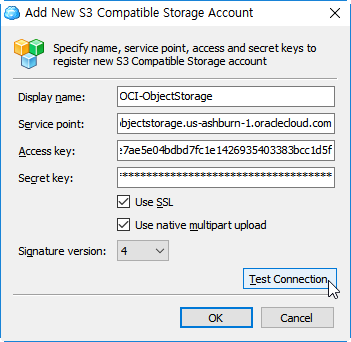 Add New S3 Compatible Storage Account
Specify name, service point, access and secret keys to
register new S3 Compatible Storage account
Display name:
OCI-ObjectStorage
Service point:
objectstorage.us-ashburn-1.oraclecloud.com
Access key:
e7ae5e04bdbd7fc1e1426935403383bcc1d5f
Secret key:
************************************
Use SSL
Use native multipart upload
Signature version:
4
Test Connection
OK
Cancel